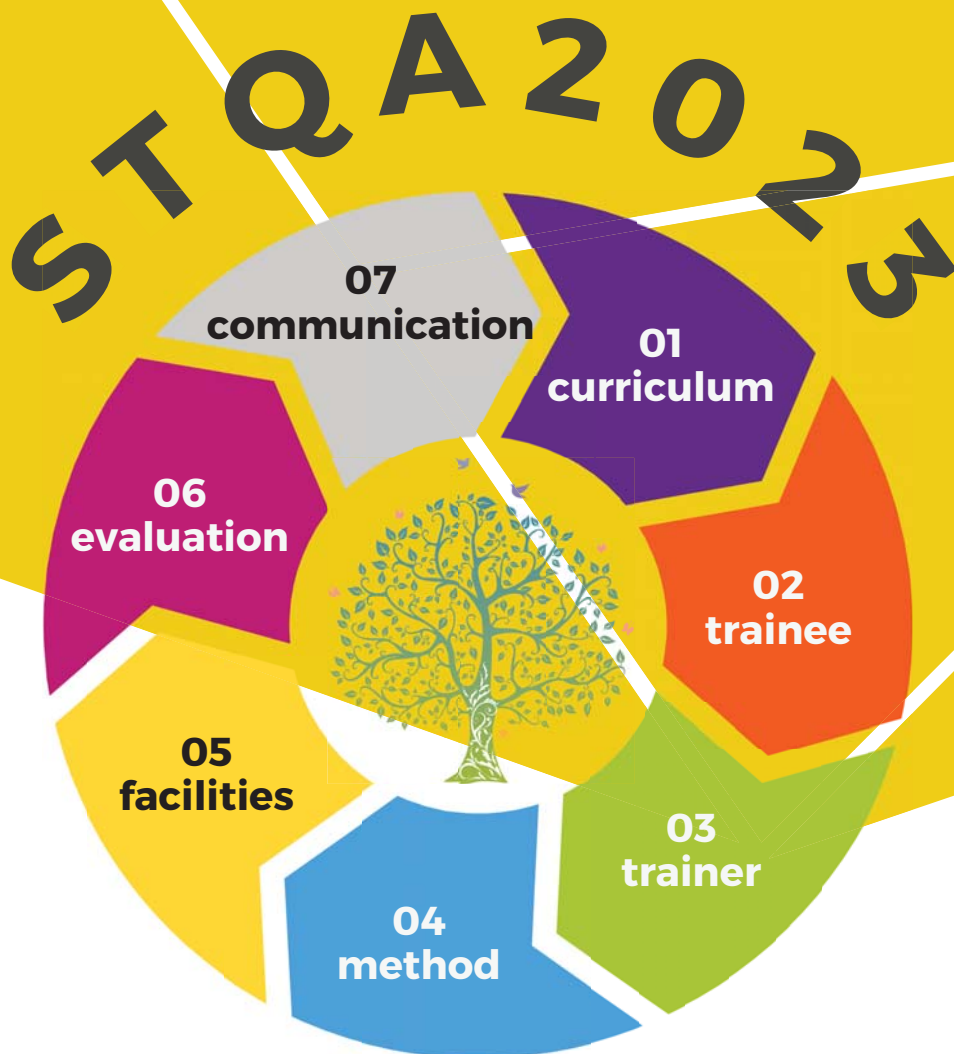 STQA2023
01
curriculum
02
trainee
03
trainer
04
method
05
facilities
06
evaluation
07
communication